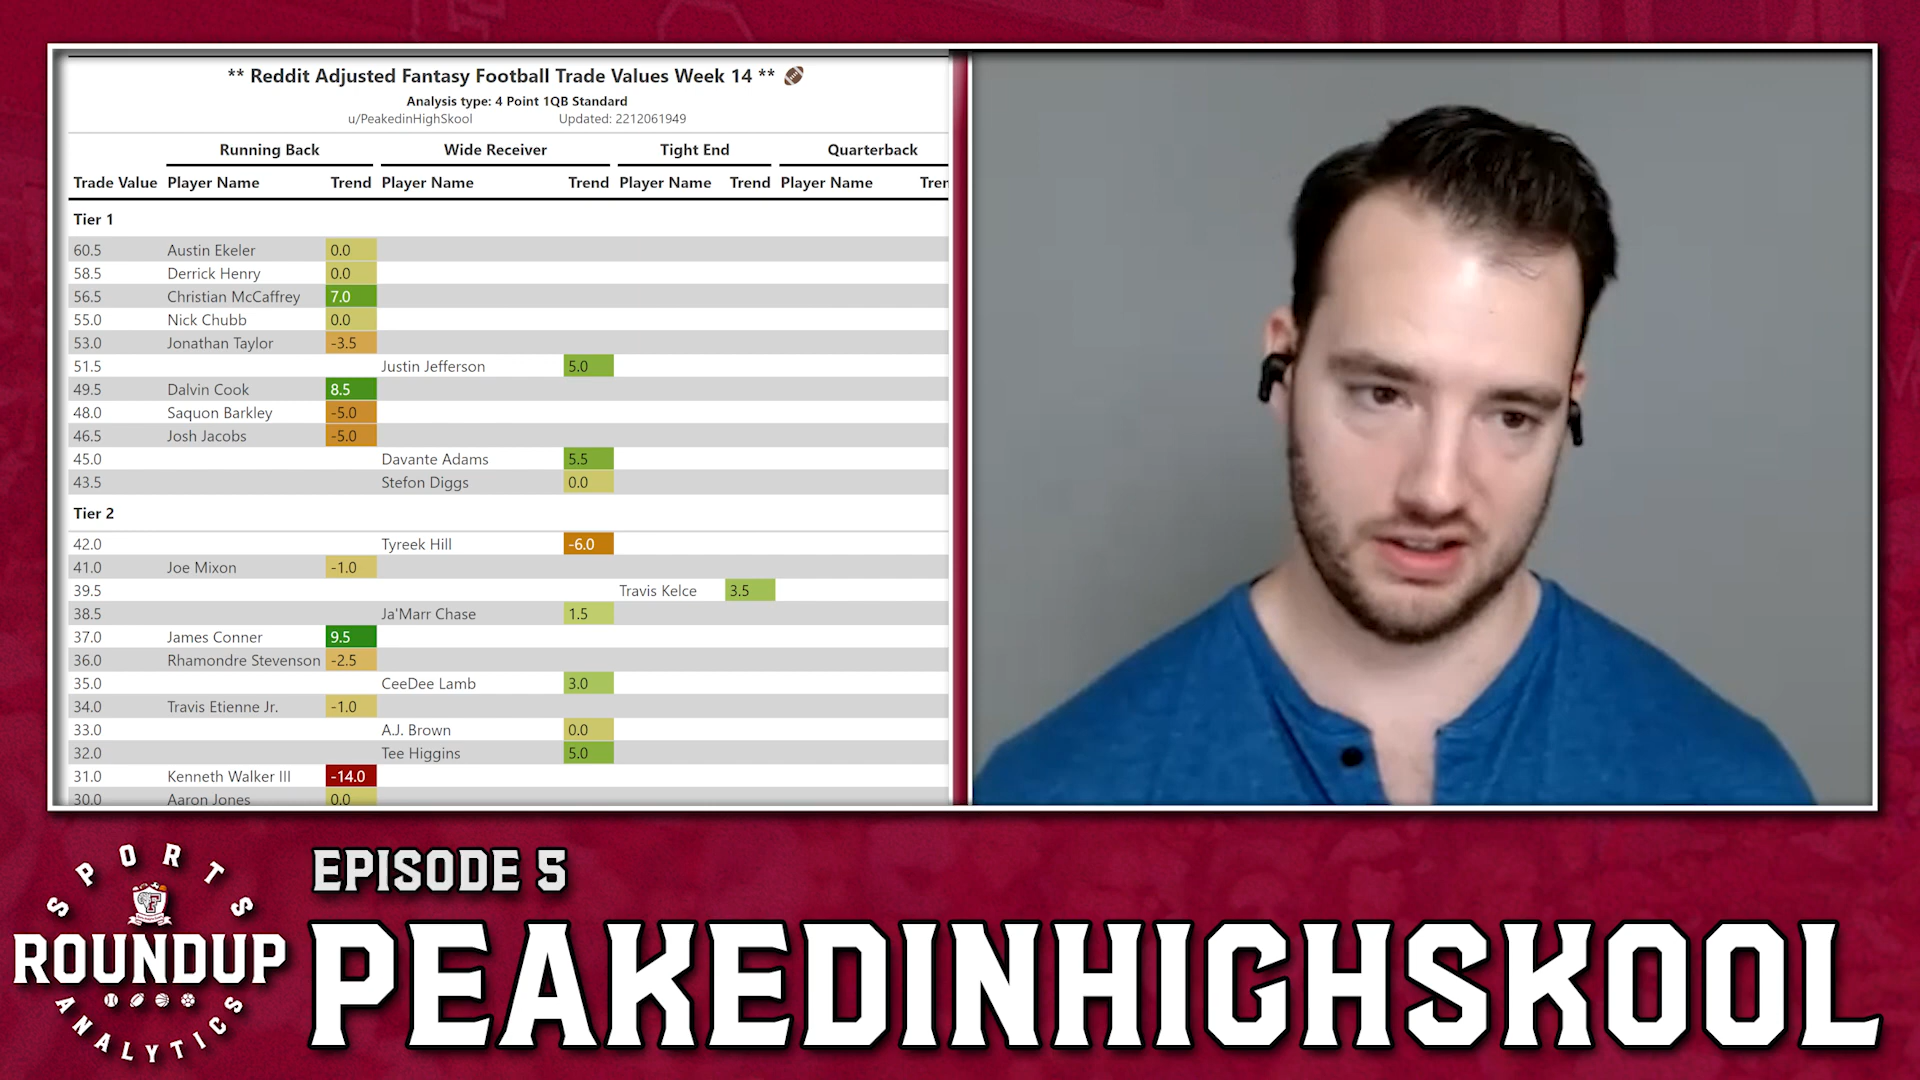 ** Reddit Adjusted Fantasy Football Trade Values Week 14 **
Analysis type: 4 Point 1QB Standard
u/PeakedinHighSkool Updated: 2212061949
Running Back Wide Receiver Tight End Quarterback
Trade Value Player Name Trend Player Name Trend Player Name Trend Player Name Tren
Tier 1
60.5 Austin Ekeler 0.0
58.5 Derrick Henry 0.0
56.5 Christian McCaffrey 7.0
55.0 Nick Chubb 0.0
53.0 Jonathan Taylor -3.5
51.5 Justin Jefferson 5.0
49.5 Dalvin Cook 8.5
48.0 Saquon Barkley -5.0
46.5 Josh Jacobs -5.0
45.0 Davante Adams 5.5
43.5 Stefon Diggs 0.0
Tier 2
42.0 Tyreek Hill -6.0
41.0 Joe Mixon -1.0
39.5 Travis Kelce 3.5
38.5 Ja'Marr Chase 1.5
37.0 James Conner 9.5
36.0 Rhamondre Stevenson -2.5
35.0 CeeDee Lamb 3.0
34.0 Travis Etienne Jr. -1.0
33.0 A.J. Brown 0.0
32.0 Tee Higgins 5.0
31.0 Kenneth Walker III -14.0
30.0 Aaron Jones 0.0
SPORTS
ROUNDUP
ANALYTICS
EPISODE 5
PEAKEDINHIGHSKOOL